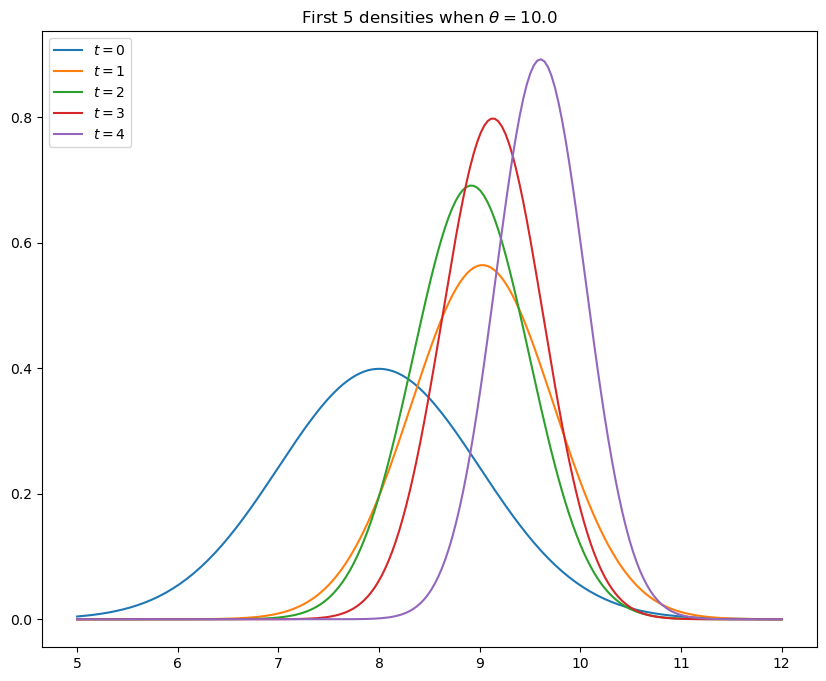 First 5 densities when θ = 10.0
t = 0
t = 1
t = 2
t = 3
t = 4
0.8
0.6
0.4
0.2
0.0
5 6 7 8 9 10 11 12